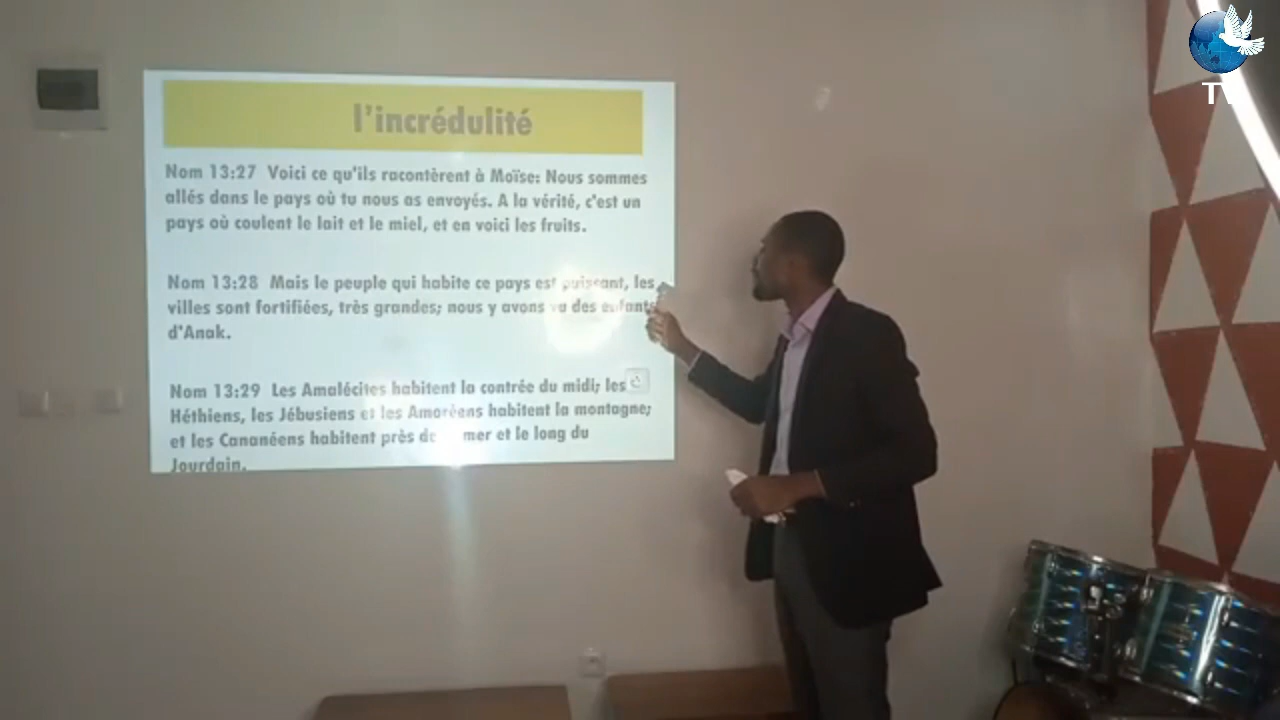 l'incrédulité
Nom 13:27 Voici ce qu'ils racontèrent à Moïse: Nous sommes
allés dans le pays où tu nous as envoyés. A la vérité, c'est un
pays où coulent le lait et le miel, et en voici les fruits.
Nom 13:28 Mais le peuple qui habite ce pays est puissant, les
villes sont fortifiées, très grandes; nous y avons vu des enfants
d'Anak.
Nom 13:29 Les Amalécites habitent la contrée du midi; les
Héthiens, les Jébusiens et les Amoréens habitent la montagne;
et les Cananéens habitent près de mer et le long du
Jourdain.